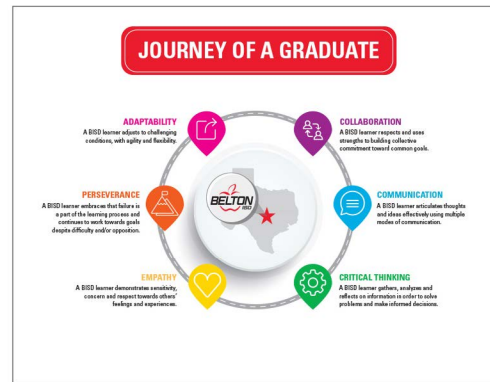 JOURNEY OF A GRADUATE
ADAPTABILITY
A BISD learner adjusts to challenging
conditions, with agility and flexibility.
COLLABORATION
A BISD learner respects and uses
strengths to building collective
commitment toward common goals.
PERSEVERANCE
A BISD learner embraces that failure is
a part of the learning process and
continues to work towards goals
despite difficulty and/or opposition.
BELTON
ISD
COMMUNICATION
A BISD learner articulates thoughts
and ideas effectively using multiple
modes of communication.
EMPATHY
A BISD learner demonstrates sensitivity,
concern and respect towards others'
feelings and experiences.
CRITICAL THINKING
A BISD learner gathers, analyzes and
reflects on information in order to solve
problems and make informed decisions.